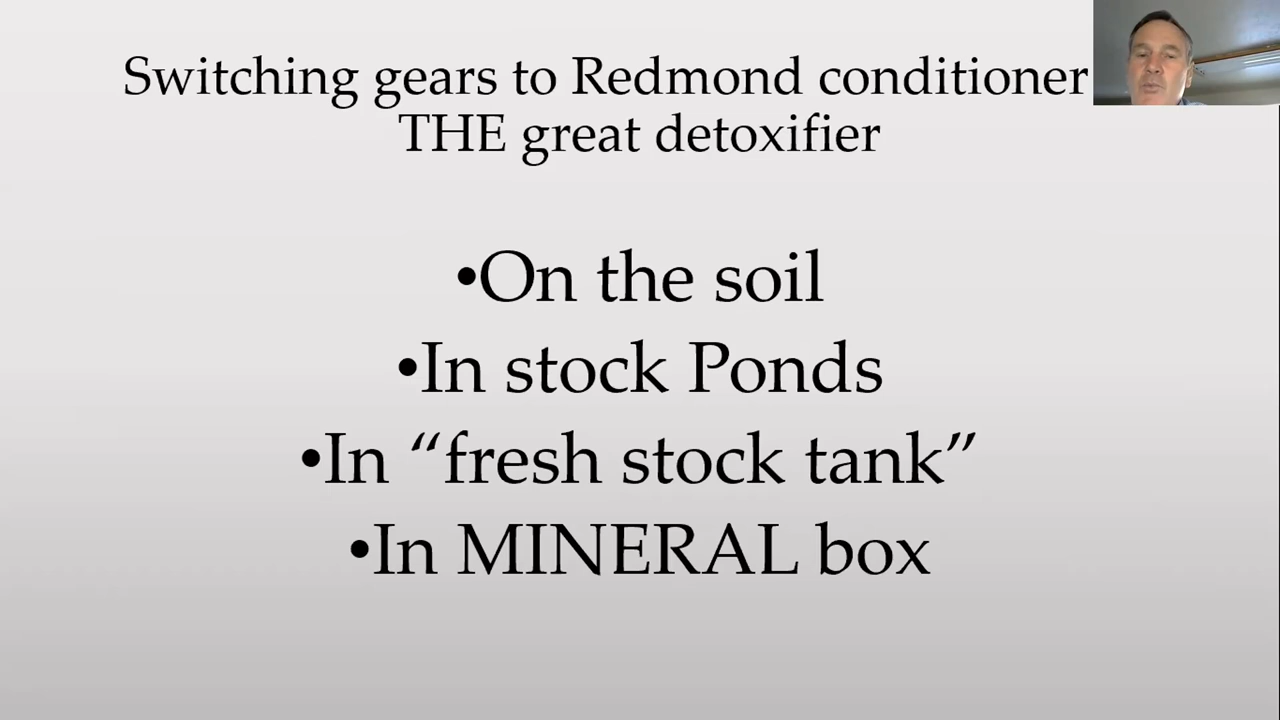 Switching gears to Redmond conditioner
THE great detoxifier
•On the soil
•In stock Ponds
•In “fresh stock tank”
•In MINERAL box